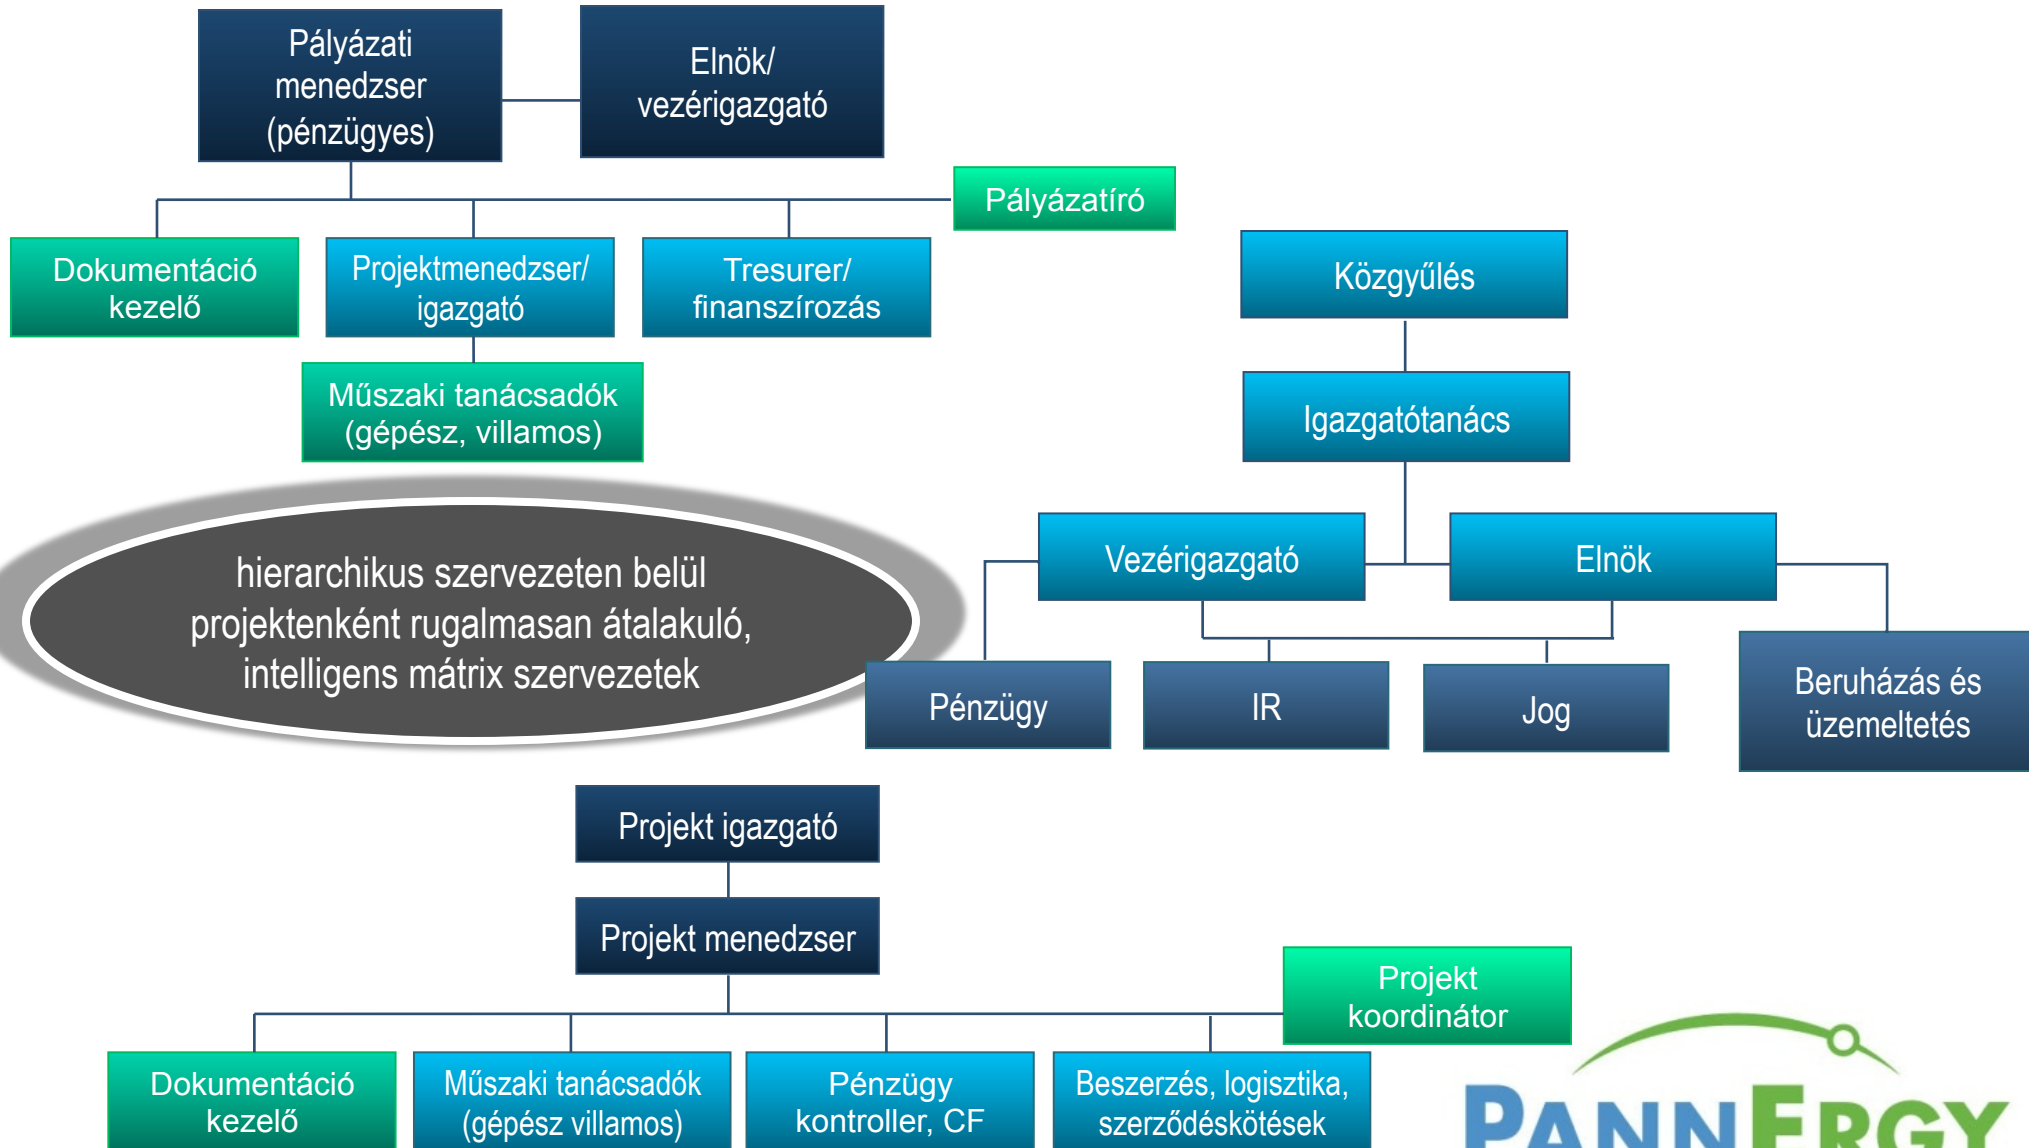 Pályázati
menedzser
(pénzügyes)
Elnök/
vezérigazgató
Pályázatíró
Dokumentáció
kezelő
Projektmenedzser/
igazgató
Tresurer/
finanszírozás
Műszaki tanácsadók
(gépész, villamos)
Közgyűlés
Igazgatótanács
Vezérigazgató
Elnök
Pénzügy
IR
Jog
Beruházás és
üzemeltetés
hierarchikus szervezeten belül
projektenként rugalmasan átalakuló,
intelligens mátrix szervezetek
Projekt igazgató
Projekt menedzser
Projekt
koordinátor
Dokumentáció
kezelő
Műszaki tanácsadók
(gépész villamos)
Pénzügy
kontroller, CF
Beszerzés, logisztika,
szerződéskötések
PANNERGY